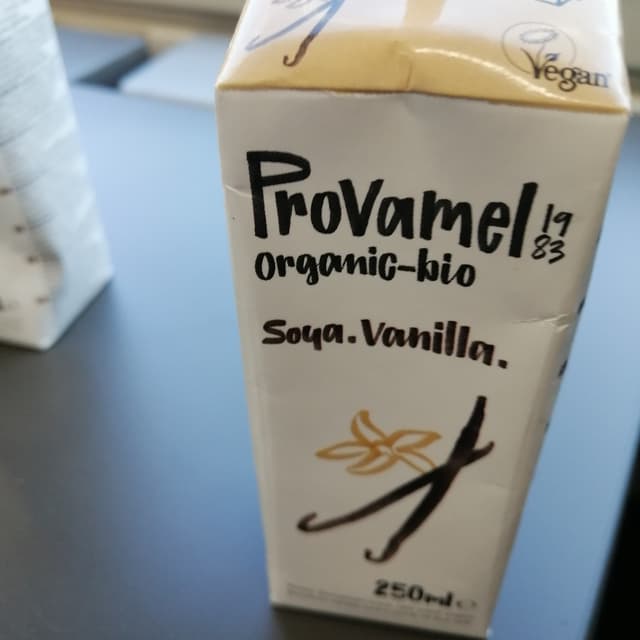 Vegan
Provamel 19
83
Organic-bio
Soya.Vanilla.
250ml e